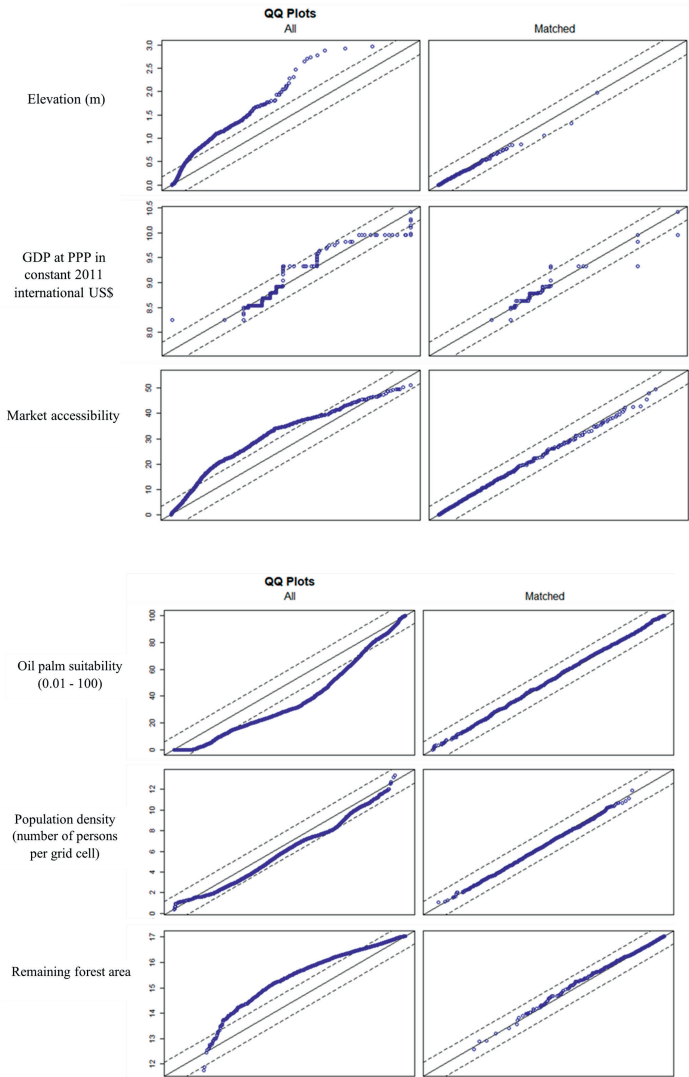 QQ Plots
All
Matched
Elevation (m)
3.0
2.5
2.0
1.5
1.0
0.5
0.0
GDP at PPP in
constant 2011
international US$
10.5
10.0
9.5
9.0
8.5
8.0
Market accessibility
50
40
30
20
10
0
QQ Plots
All
Matched
Oil palm suitability
(0.01 - 100)
100
80
60
40
20
0
Population density
(number of persons
per grid cell)
12
10
8
6
4
2
0
Remaining forest area
17
16
15
14
13
12